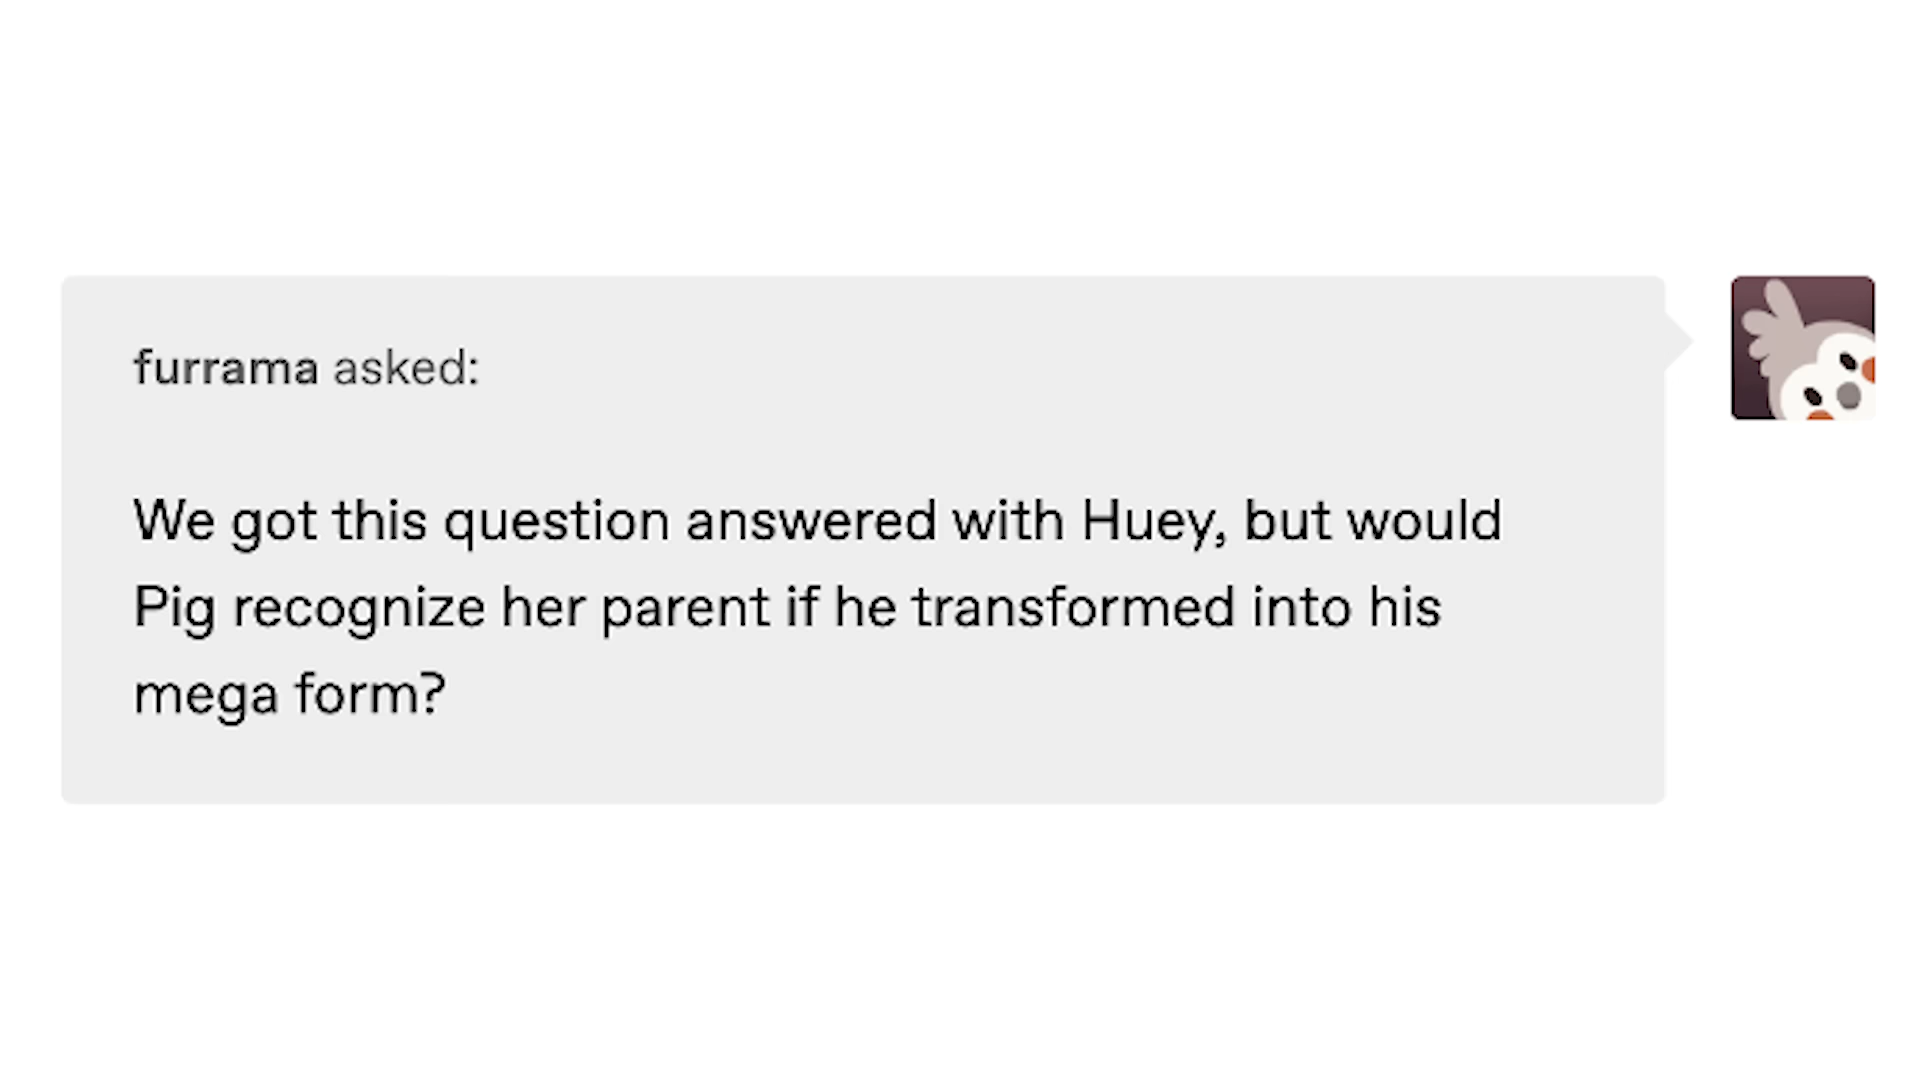 furrama asked:
We got this question answered with Huey, but would
Pig recognize her parent if he transformed into his
mega form?